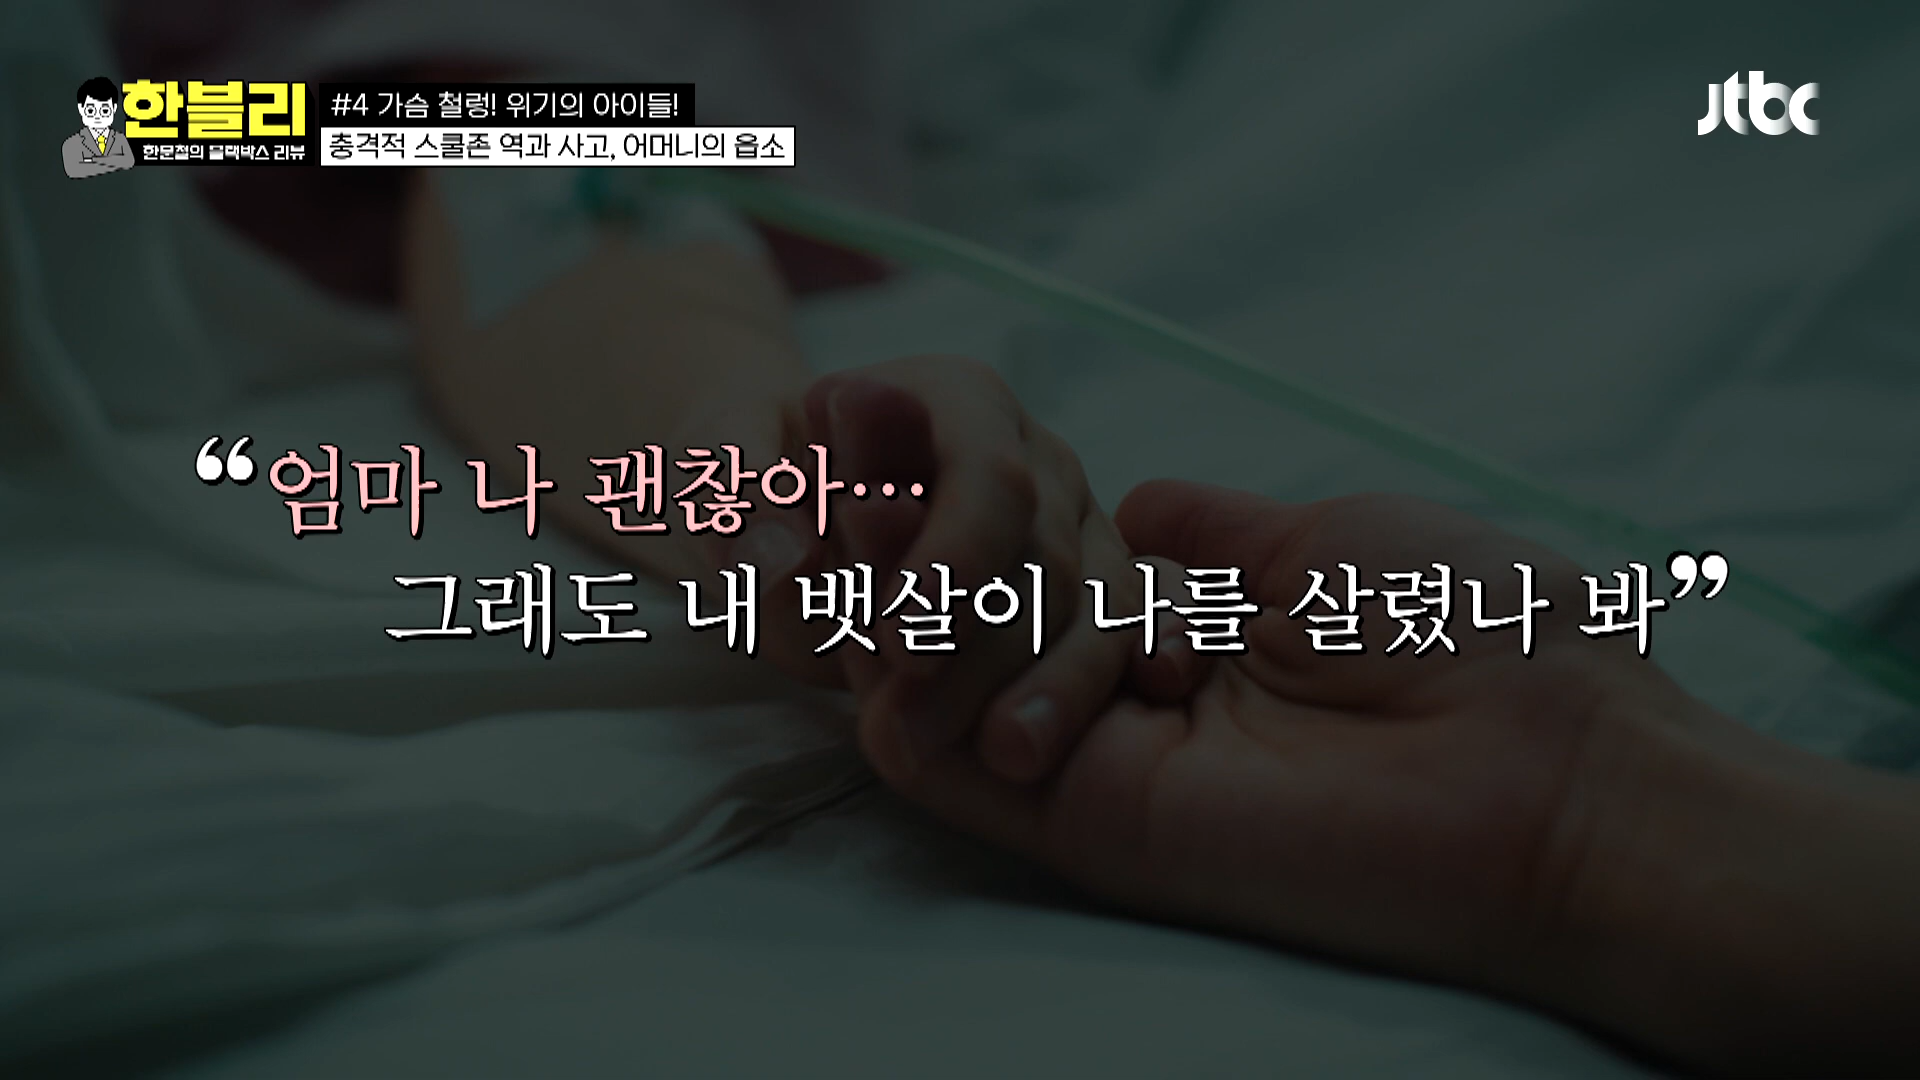 한블리
한문철의 블랙박스 리뷰
#4 가슴 철렁! 위기의 아이들!
충격적 스쿨존 역과 사고, 어머니의 읍소
jtbc
“엄마 나 괜찮아…
그래도 내 뱃살이 나를 살렸나 봐”